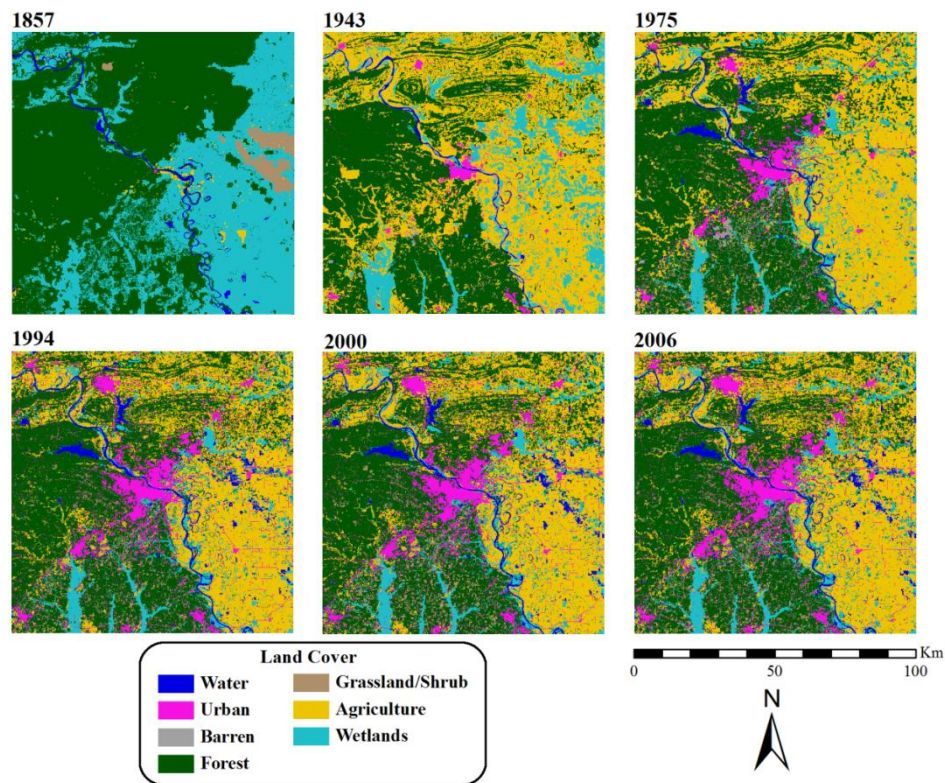 1857 1943 1975
1994 2000 2006
Land Cover
Water Grassland/Shrub
Urban Agriculture
Barren Wetlands
Forest
Km
0 50 100
N